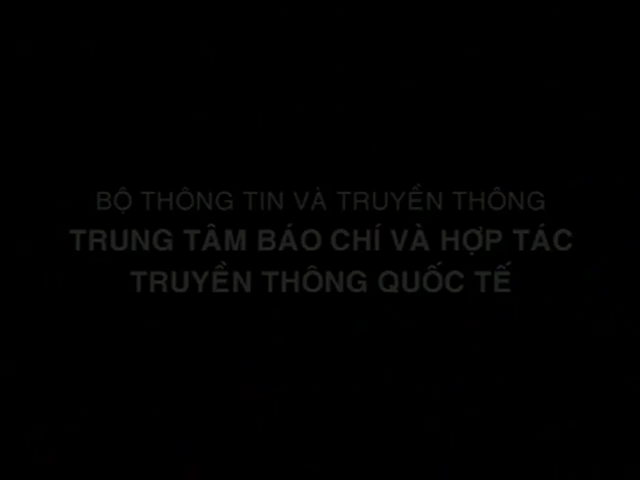 BỘ THÔNG TIN VÀ TRUYỀN THÔNG
TRUNG TÂM BÁO CHÍ VÀ HỢP TÁC
TRUYỀN THÔNG QUỐC TẾ